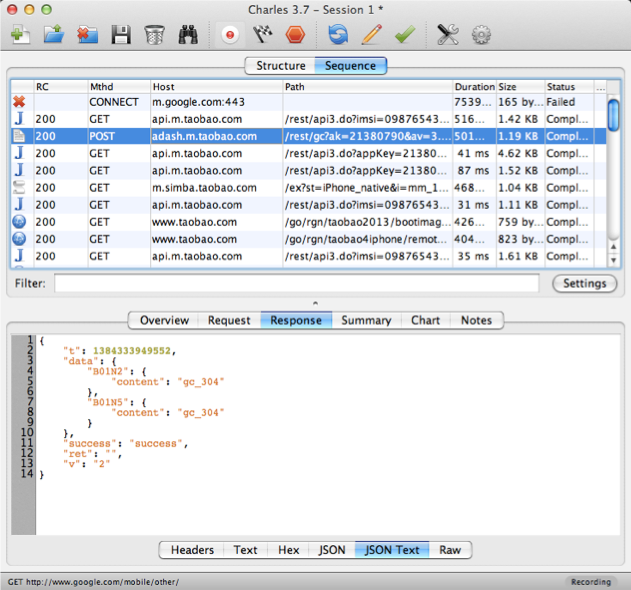 Charles 3.7 - Session 1 *
Structure Sequence
RC Mthd Host Path Duration Size Status ...
CONNECT m.google.com:443 7539... 165 by... Failed
200 GET api.m.taobao.com /rest/api3.do?imsi=09876543... 516... 1.42 KB Compl...
200 POST adash.m.taobao.com /rest/gc?ak=21380790&av=3.... 501... 1.19 KB Compl...
200 GET api.m.taobao.com /rest/api3.do?appKey=21380... 41 ms 4.62 KB Compl...
200 GET api.m.taobao.com /rest/api3.do?appKey=21380... 87 ms 1.52 KB Compl...
200 GET m.simba.taobao.com /ex?st=iPhone_native&i=mm_1... 468... 1.04 KB Compl...
200 GET api.m.taobao.com /rest/api3.do?imsi=09876543... 31 ms 1.11 KB Compl...
200 GET www.taobao.com /go/rgn/taobao2013/bootimag... 426... 759 by... Compl...
200 GET www.taobao.com /go/rgn/taobao4iphone/remot... 404... 823 by... Compl...
200 GET api.m.taobao.com /rest/api3.do?imsi=09876543... 35 ms 1.61 KB Compl...
Filter: Settings
Overview Request Response Summary Chart Notes
1 {
2 "t": 1384333949552,
3 "data": {
4 "B01N2": {
5 "content": "gc_304"
6 },
7 "B01N5": {
8 "content": "gc_304"
9 }
10 },
11 "success": "success",
12 "ret": "",
13 "v": "2"
14 }
Headers Text Hex JSON JSON Text Raw
GET http://www.google.com/mobile/other/ Recording